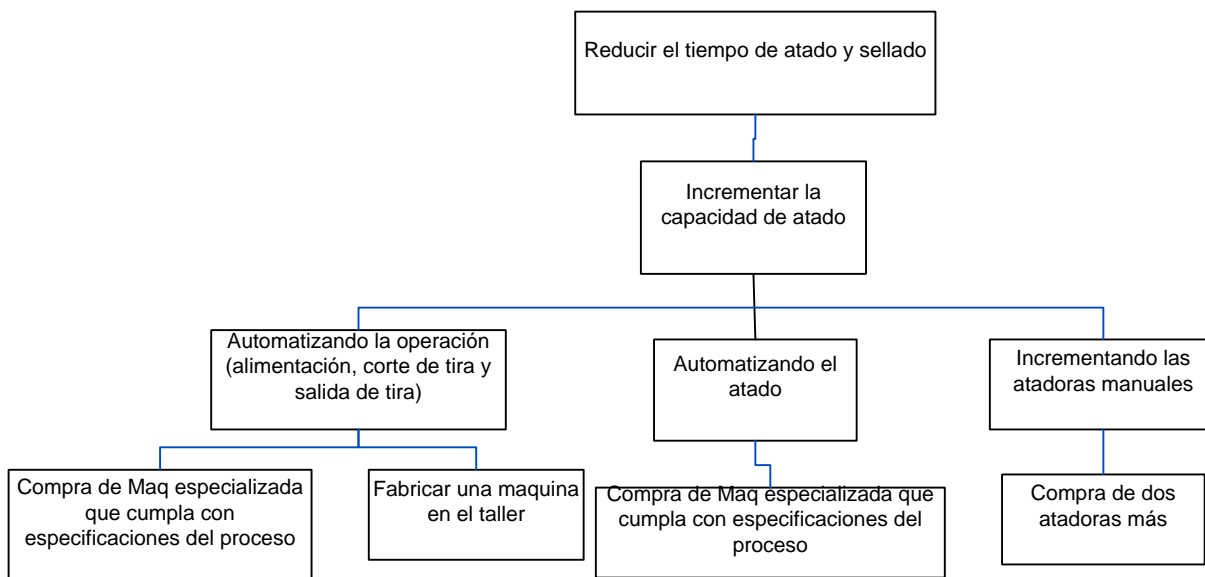 Reducir el tiempo de atado y sellado
Incrementar la
capacidad de atado
Automatizando la operación
(alimentación, corte de tira y
salida de tira)
Automatizando el
atado
Incrementando las
atadoras manuales
Compra de Maq especializada
que cumpla con
especificaciones del proceso
Fabricar una maquina
en el taller
Compra de Maq especializada que
cumpla con especificaciones del
proceso
Compra de dos
atadoras más